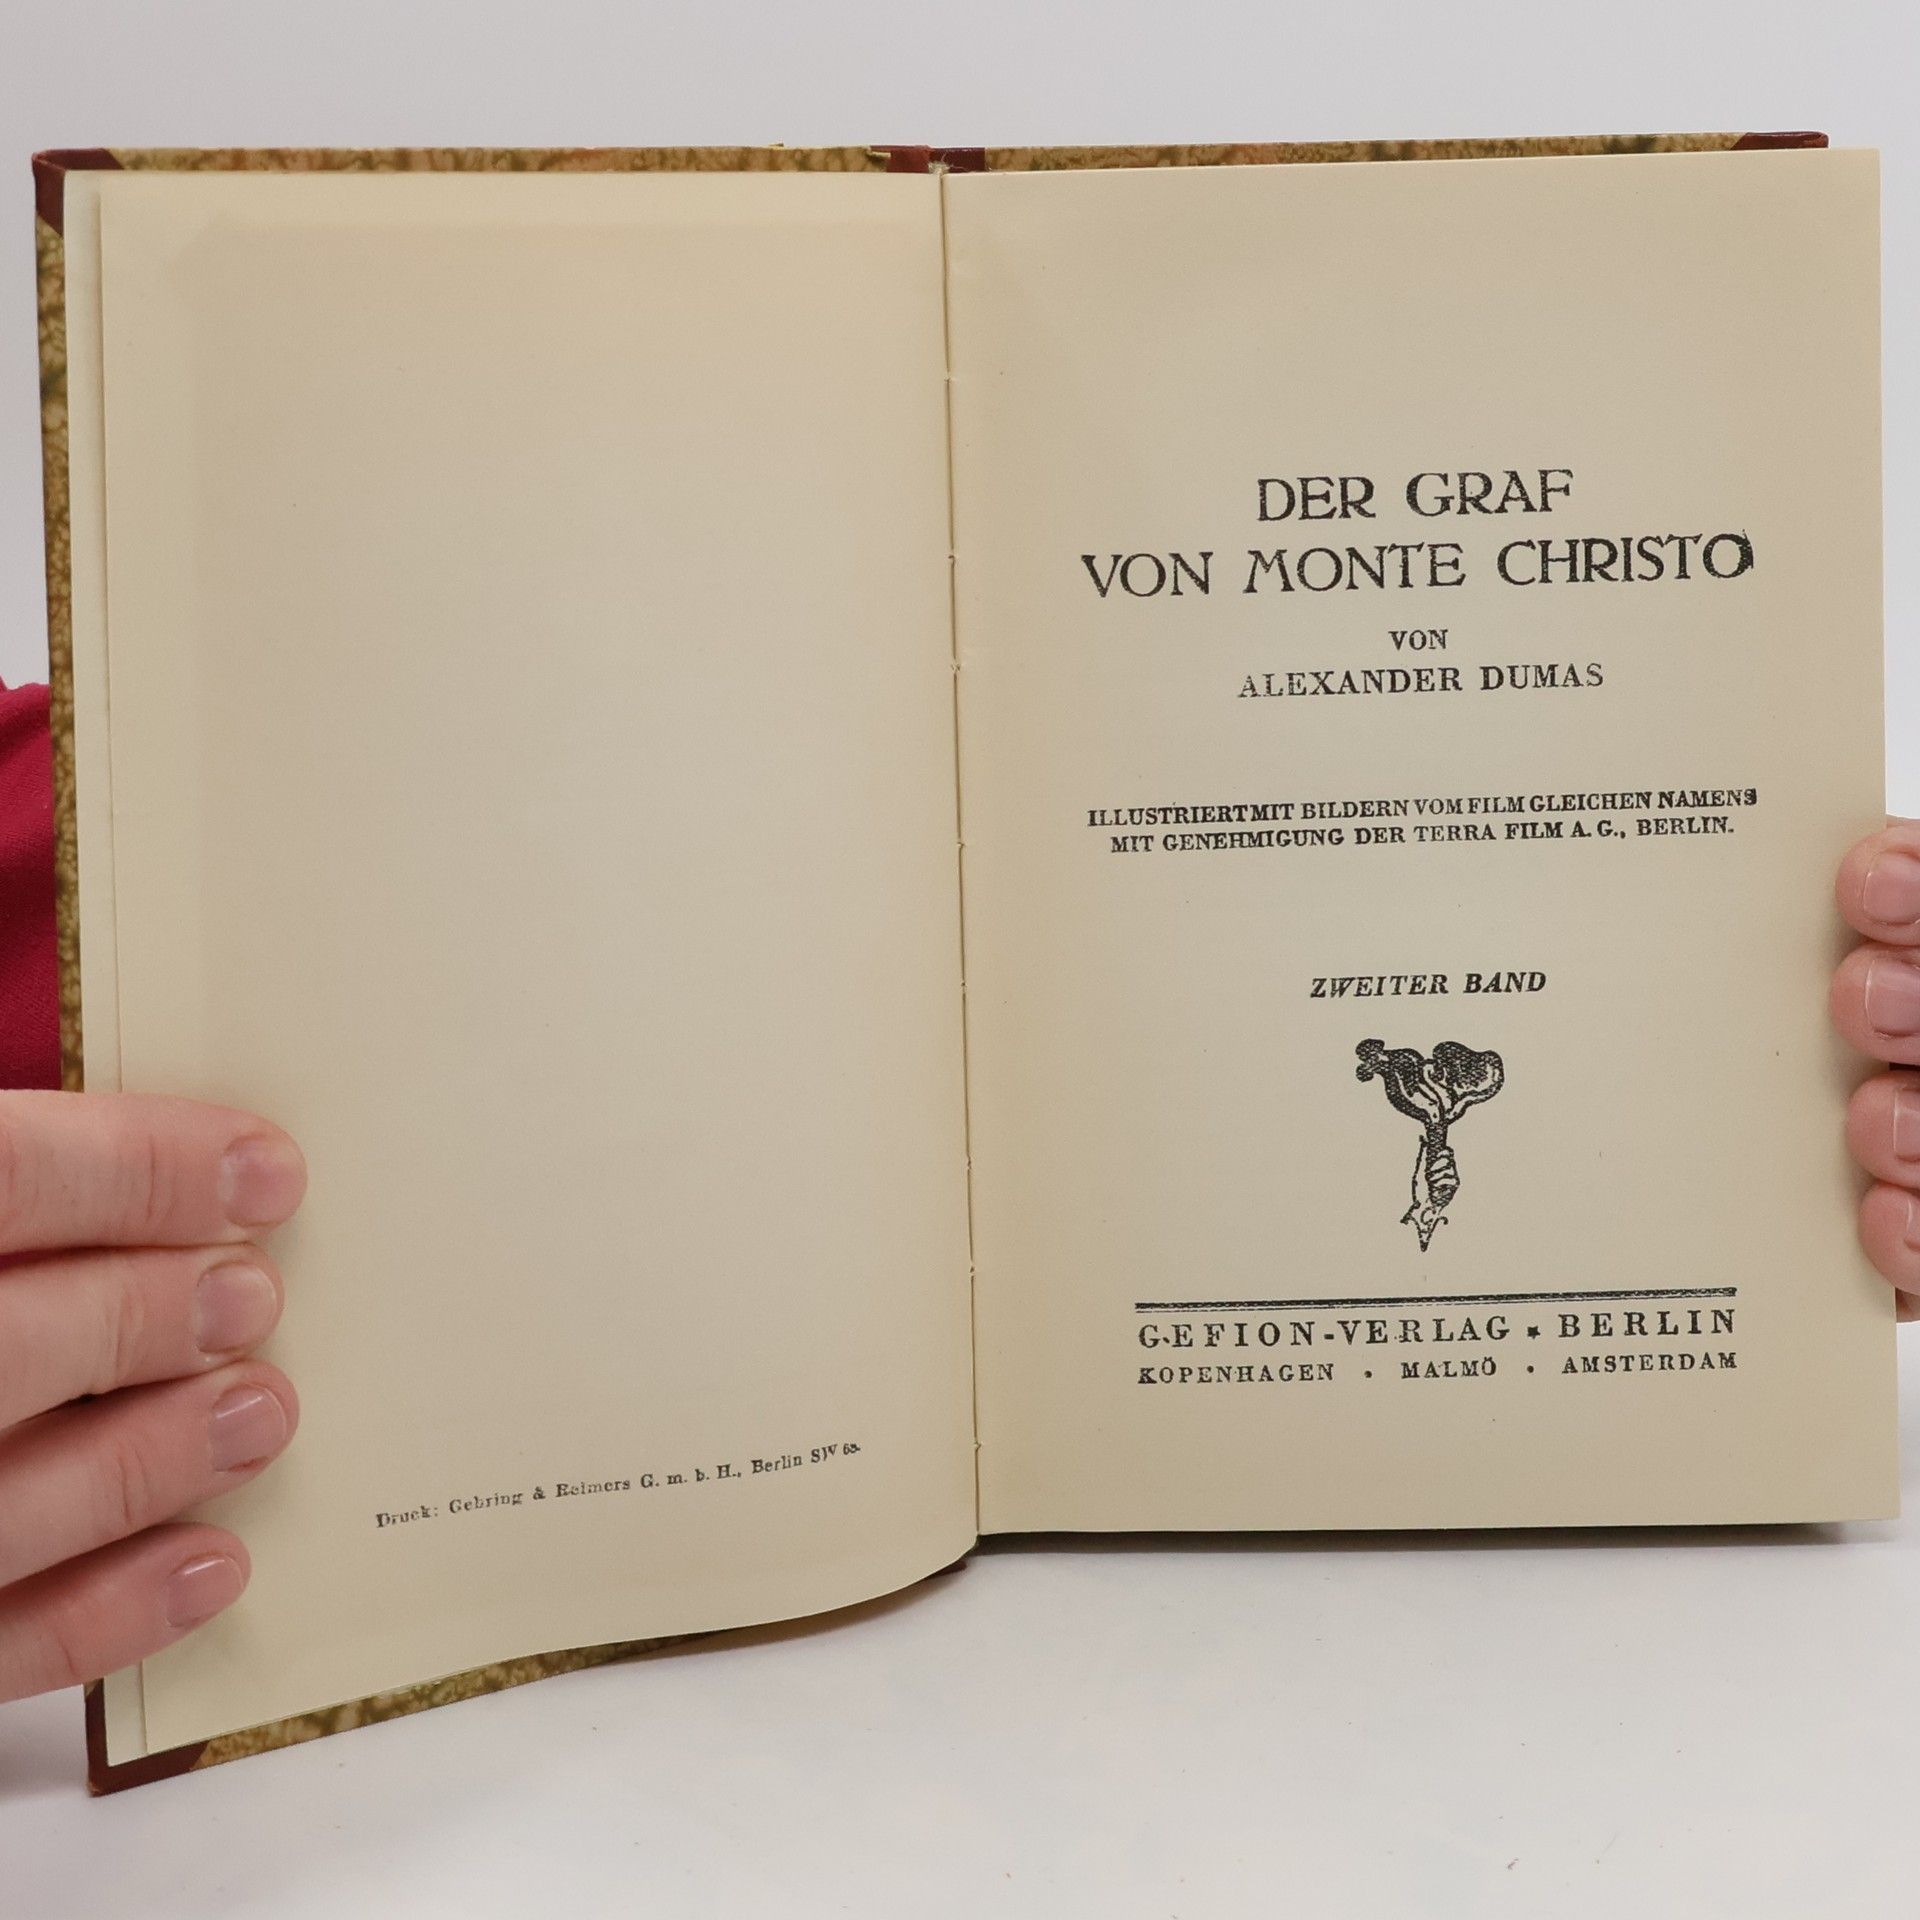 Druck: Gebring & Reimers G. m. b. H., Berlin SW 68.
DER GRAF
VON MONTE CHRISTO
VON
ALEXANDER DUMAS
ILLUSTRIERT MIT BILDERN VOM FILM GLEICHEN NAMENS
MIT GENEHMIGUNG DER TERRA FILM A. G., BERLIN.
ZWEITER BAND
GEFION-VERLAG ★ BERLIN
KOPENHAGEN • MALMÖ • AMSTERDAM